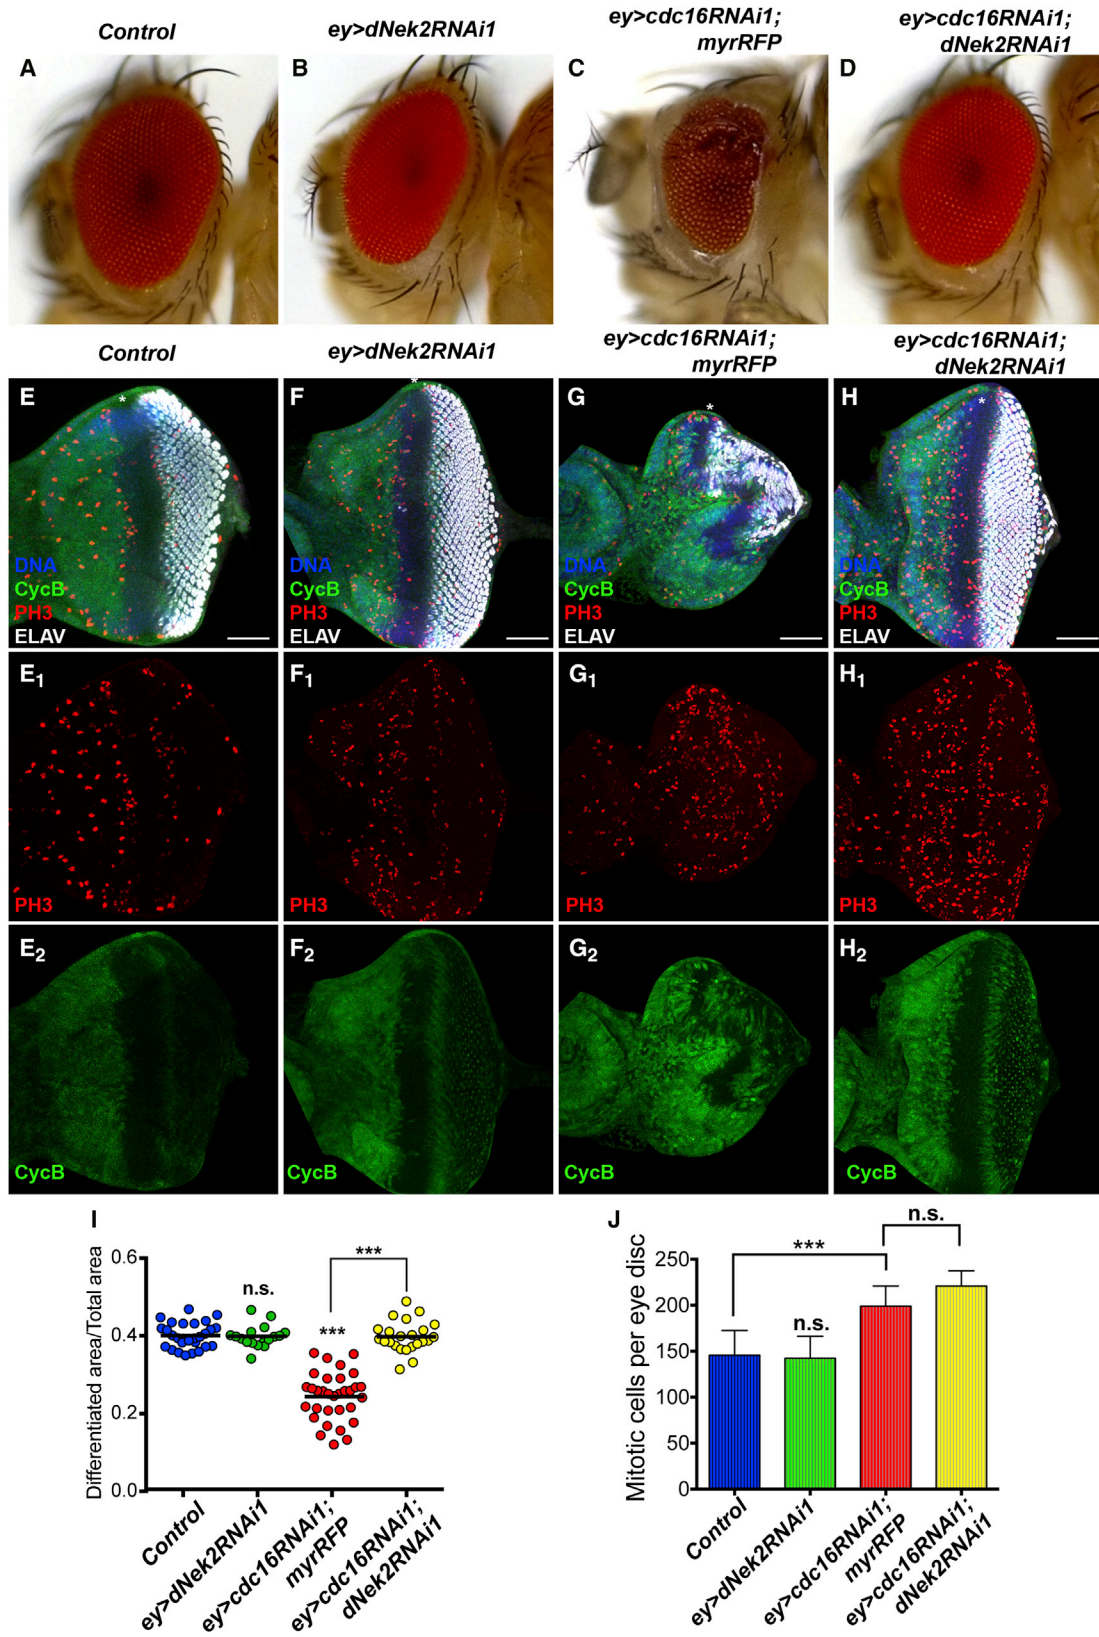 Control
ey>dNek2RNAi1
ey>cdc16RNAi1;
myrRFP
ey>cdc16RNAi1;
dNek2RNAi1
A
B
C
D
Control
ey>dNek2RNAi1
ey>cdc16RNAi1;
myrRFP
ey>cdc16RNAi1;
dNek2RNAi1
E
*
DNA
CycB
PH3
ELAV
F
*
DNA
CycB
PH3
ELAV
G
*
DNA
CycB
PH3
ELAV
H
*
DNA
CycB
PH3
ELAV
E1
PH3
F1
PH3
G1
PH3
H1
PH3
E2
CycB
F2
CycB
G2
CycB
H2
CycB
I
Differentiated area/Total area
0.6
0.4
0.2
0.0
n.s.
***
***
Control
ey>dNek2RNAi1
ey>cdc16RNAi1;
myrRFP
ey>cdc16RNAi1;
dNek2RNAi1
J
Mitotic cells per eye disc
250
200
150
100
50
0
***
n.s.
n.s.
Control
ey>dNek2RNAi1
ey>cdc16RNAi1;
myrRFP
ey>cdc16RNAi1;
dNek2RNAi1